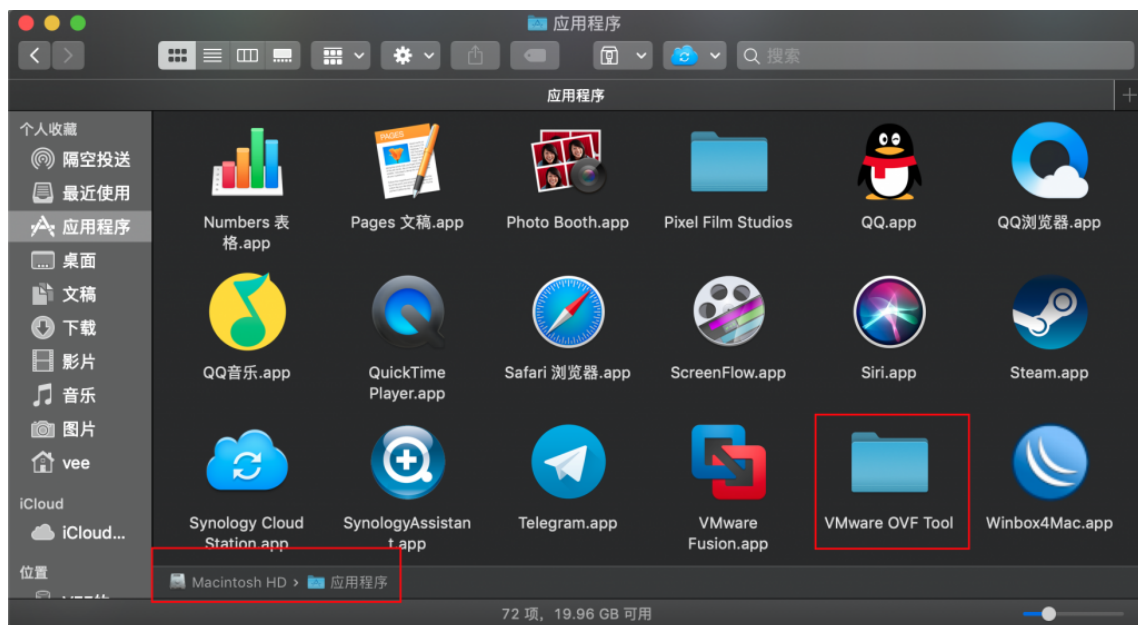 应用程序
搜索
应用程序
个人收藏
隔空投送
最近使用
应用程序
桌面
文稿
下载
影片
音乐
图片
vee
iCloud
iCloud...
位置
PAGES
Numbers 表
格.app
Pages 文稿.app
Photo Booth.app
Pixel Film Studios
QQ.app
QQ浏览器.app
QQ音乐.app
QuickTime
Player.app
Safari 浏览器.app
ScreenFlow.app
Siri.app
Steam.app
Synology Cloud
Station.app
SynologyAssistan
t.app
Telegram.app
VMware
Fusion.app
VMware OVF Tool
Winbox4Mac.app
Macintosh HD › 应用程序
72 项，19.96 GB 可用